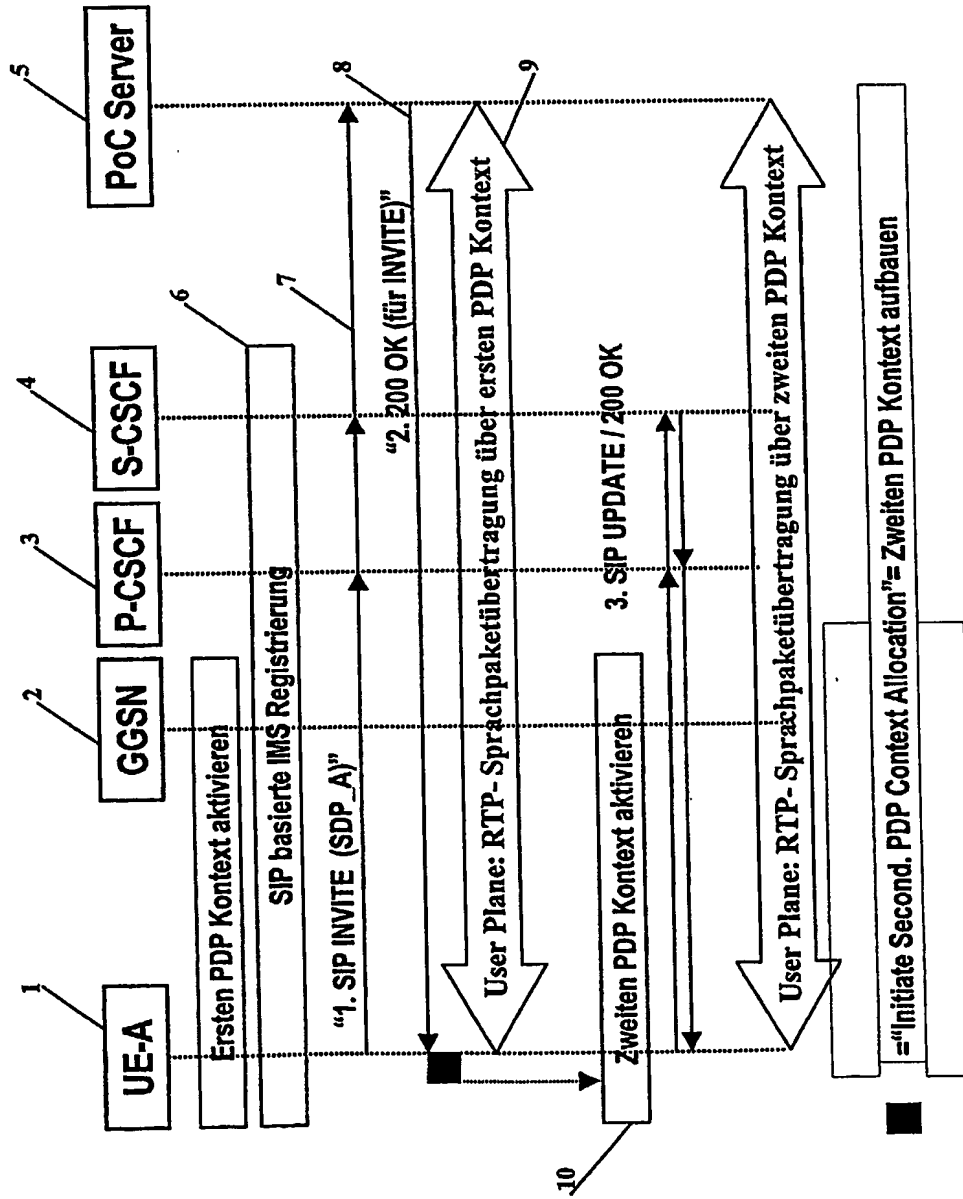 1
2
3
4
5
UE-A
GGSN
P-CSCF
S-CSCF
PoC Server
Ersten PDP Kontext aktivieren
6
SIP basierte IMS Registrierung
7
"1. SIP INVITE (SDP_A)"
8
"2. 200 OK (für INVITE)"
9
User Plane: RTP- Sprachpaketübertragung über ersten PDP Kontext
10
Zweiten PDP Kontext aktivieren
3. SIP UPDATE / 200 OK
User Plane: RTP- Sprachpaketübertragung über zweiten PDP Kontext
="Initiate Second. PDP Context Allocation"= Zweiten PDP Kontext aufbauen